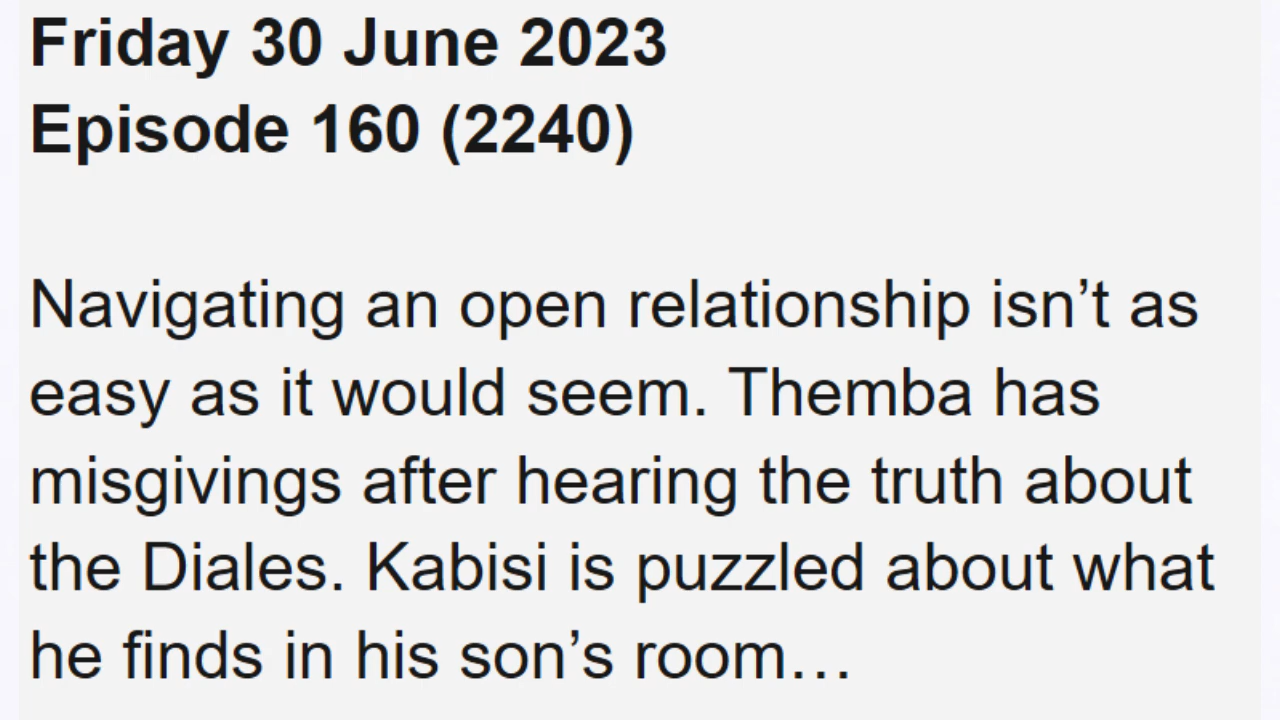 Friday 30 June 2023
Episode 160 (2240)
Navigating an open relationship isn’t as
easy as it would seem. Themba has
misgivings after hearing the truth about
the Diales. Kabisi is puzzled about what
he finds in his son’s room…